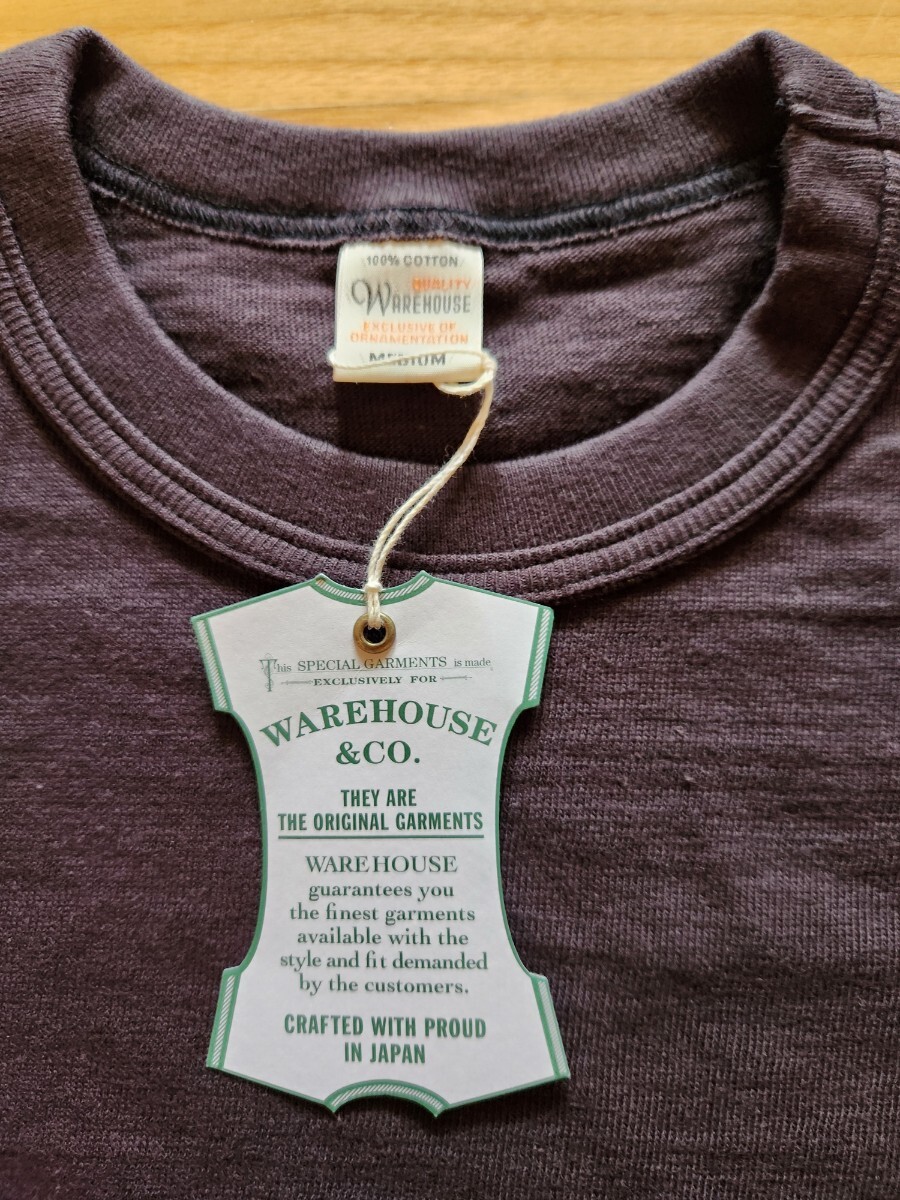 100% COTTON
QUALITY
WAREHOUSE
EXCLUSIVE OF
ORNAMENTATION
MEDIUM
This SPECIAL GARMENTS is made
EXCLUSIVELY FOR
WAREHOUSE
&CO.
THEY ARE
THE ORIGINAL GARMENTS
WARE HOUSE
guarantees you
the finest garments
available with the
style and fit demanded
by the customers.
CRAFTED WITH PROUD
IN JAPAN